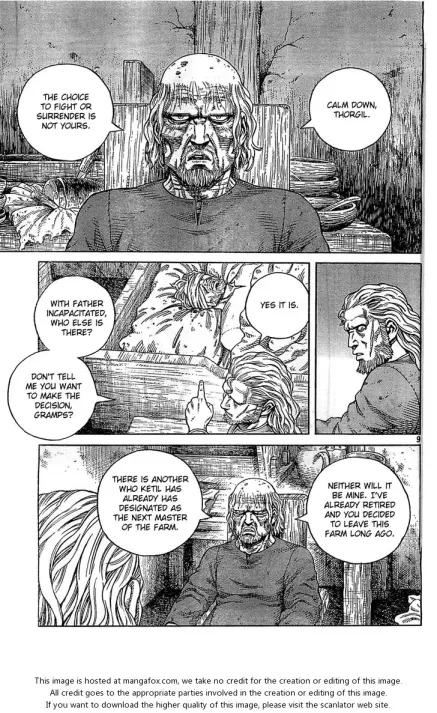 CALM DOWN,
THORGIL.
THE CHOICE
TO FIGHT OR
SURRENDER IS
NOT YOURS.
YES IT IS.
WITH FATHER
INCAPACITATED,
WHO ELSE IS
THERE?
DON'T TELL
ME YOU WANT
TO MAKE THE
DECISION,
GRAMPS?
9
NEITHER WILL IT
BE MINE. I'VE
ALREADY RETIRED
AND YOU DECIDED
TO LEAVE THIS
FARM LONG AGO.
THERE IS ANOTHER
WHO KETIL HAS
ALREADY HAS
DESIGNATED AS
THE NEXT MASTER
OF THE FARM.
This image is hosted at mangafox.com, we take no credit for the creation or editing of this image.
All credit goes to the appropriate parties involved in the creation or editing of this image.
If you want to download the higher quality of this image, please visit the scanlator web site.